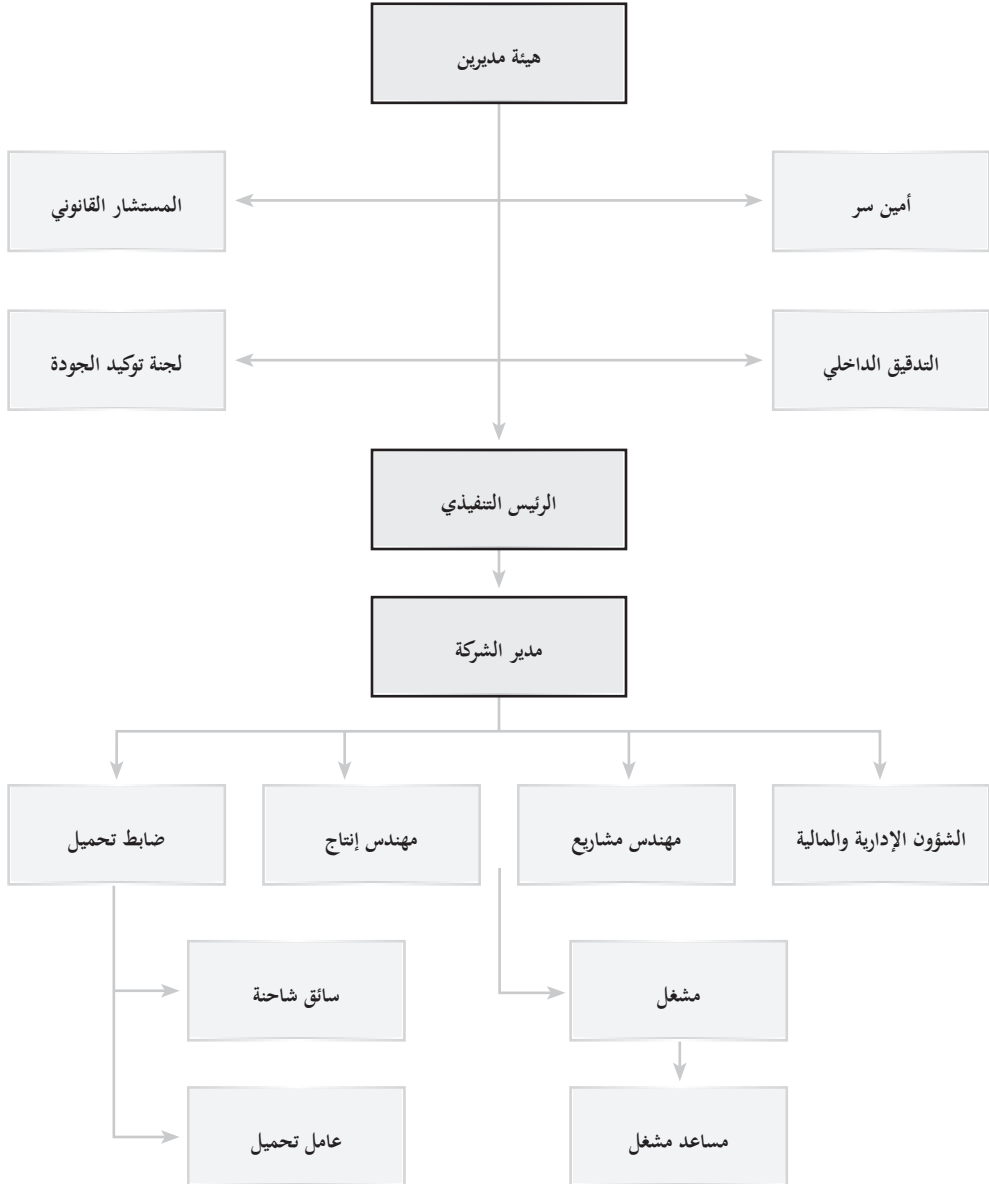 هيئة مديرين
أمين سر
المستشار القانوني
التدقيق الداخلي
لجنة توكيد الجودة
الرئيس التنفيذي
مدير الشركة
الشؤون الإدارية والمالية
مهندس مشاريع
مهندس إنتاج
ضابط تحميل
مشغل
سائق شاحنة
مساعد مشغل
عامل تحميل